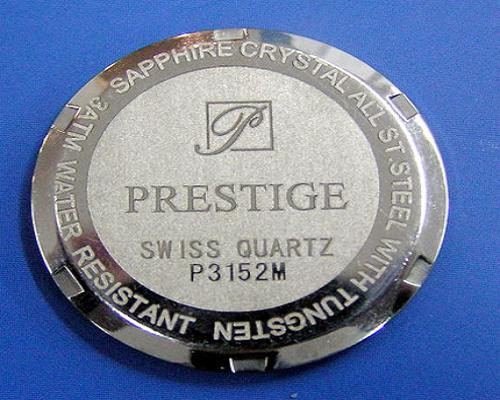 SAPPHIRE CRYSTAL ALL ST.STEEL WITH TUNGSTEN
3ATM WATER RESISTANT
P
PRESTIGE
SWISS QUARTZ
P3152M